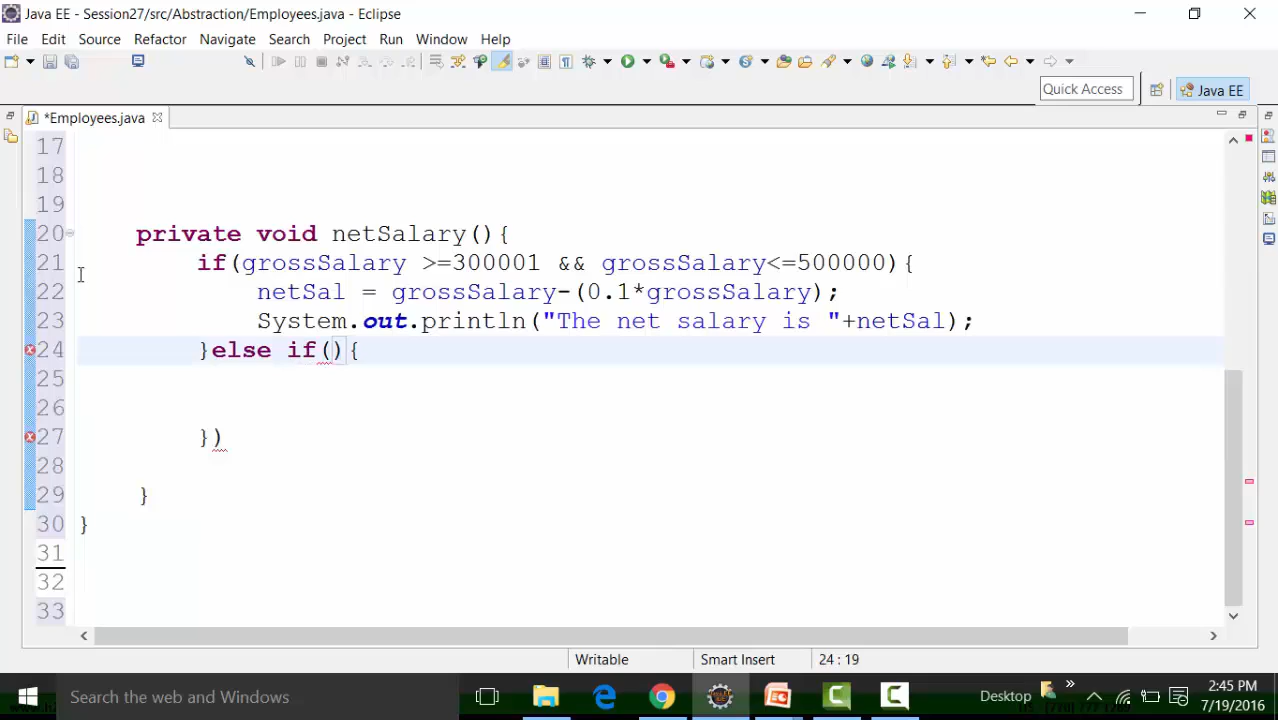 Java EE - Session27/src/Abstraction/Employees.java - Eclipse
File Edit Source Refactor Navigate Search Project Run Window Help
Quick Access
Java EE
*Employees.java
17
18
19
20 private void netSalary(){
21 if(grossSalary >=300001 && grossSalary<=500000){
22 netSal = grossSalary-(0.1*grossSalary);
23 System.out.println("The net salary is "+netSal);
24 }else if(){
25
26
27 })
28
29 }
30 }
31
32
33
Writable Smart Insert 24 : 19
Search the web and Windows
Desktop
2:45 PM
7/19/2016